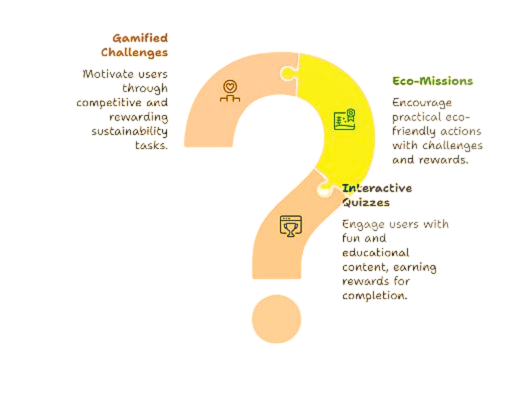 Gamified
Challenges
Motivate users
through
competitive and
rewarding
sustainability
tasks.
Eco-Missions
Encourage
practical eco-
friendly actions
with challenges
and rewards.
Interactive
Quizzes
Engage users with
fun and
educational
content, earning
rewards for
completion.